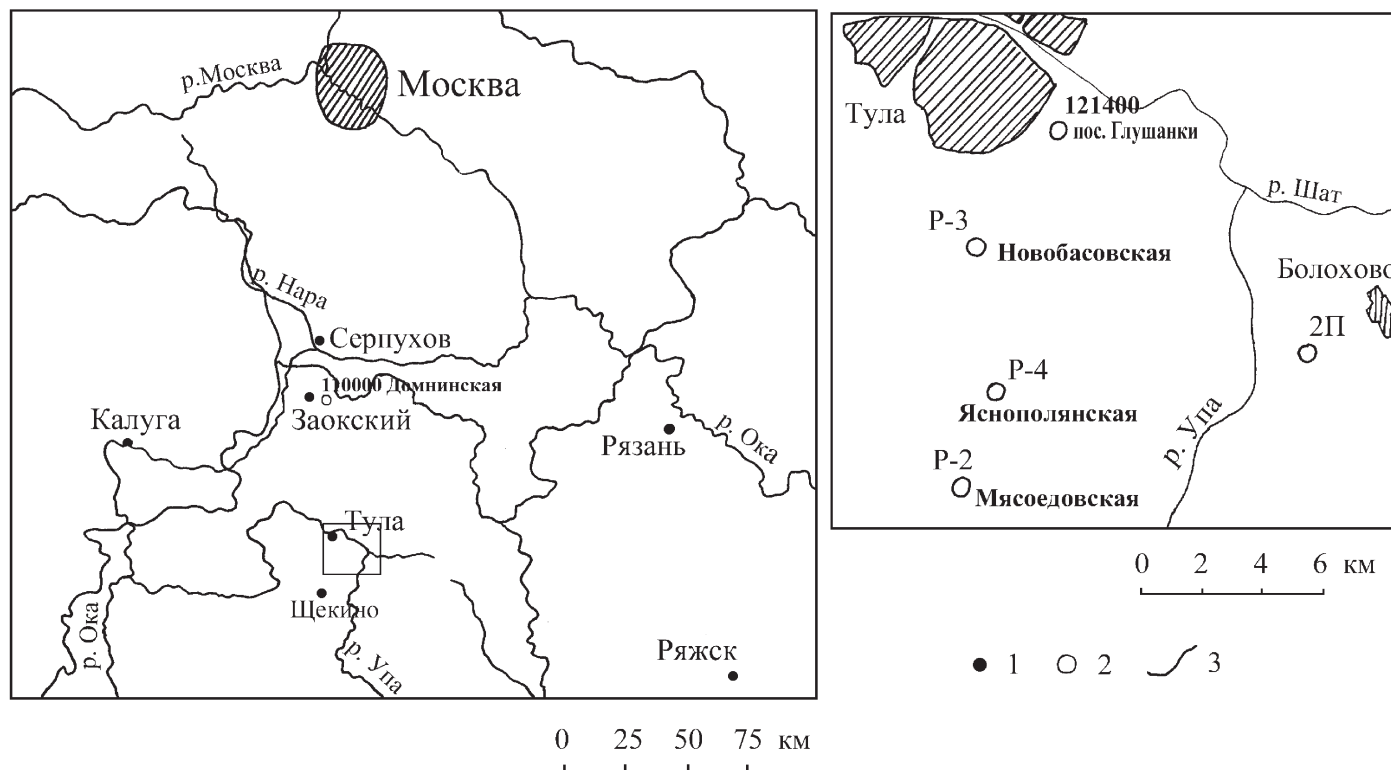 р.Москва
Москва
р. Нара
Серпухов
110000 Домнинская
Заокский
Калуга
Рязань
р. Ока
Тула
Щекино
р. Ока
р. Упа
Ряжск
0 25 50 75 км
Тула
121400
пос. Глушанки
р. Шат
Р-3
Новобасовская
Болохово
2П
Р-4
Яснополянская
р. Упа
Р-2
Мясоедовская
0 2 4 6 км
1 2 3